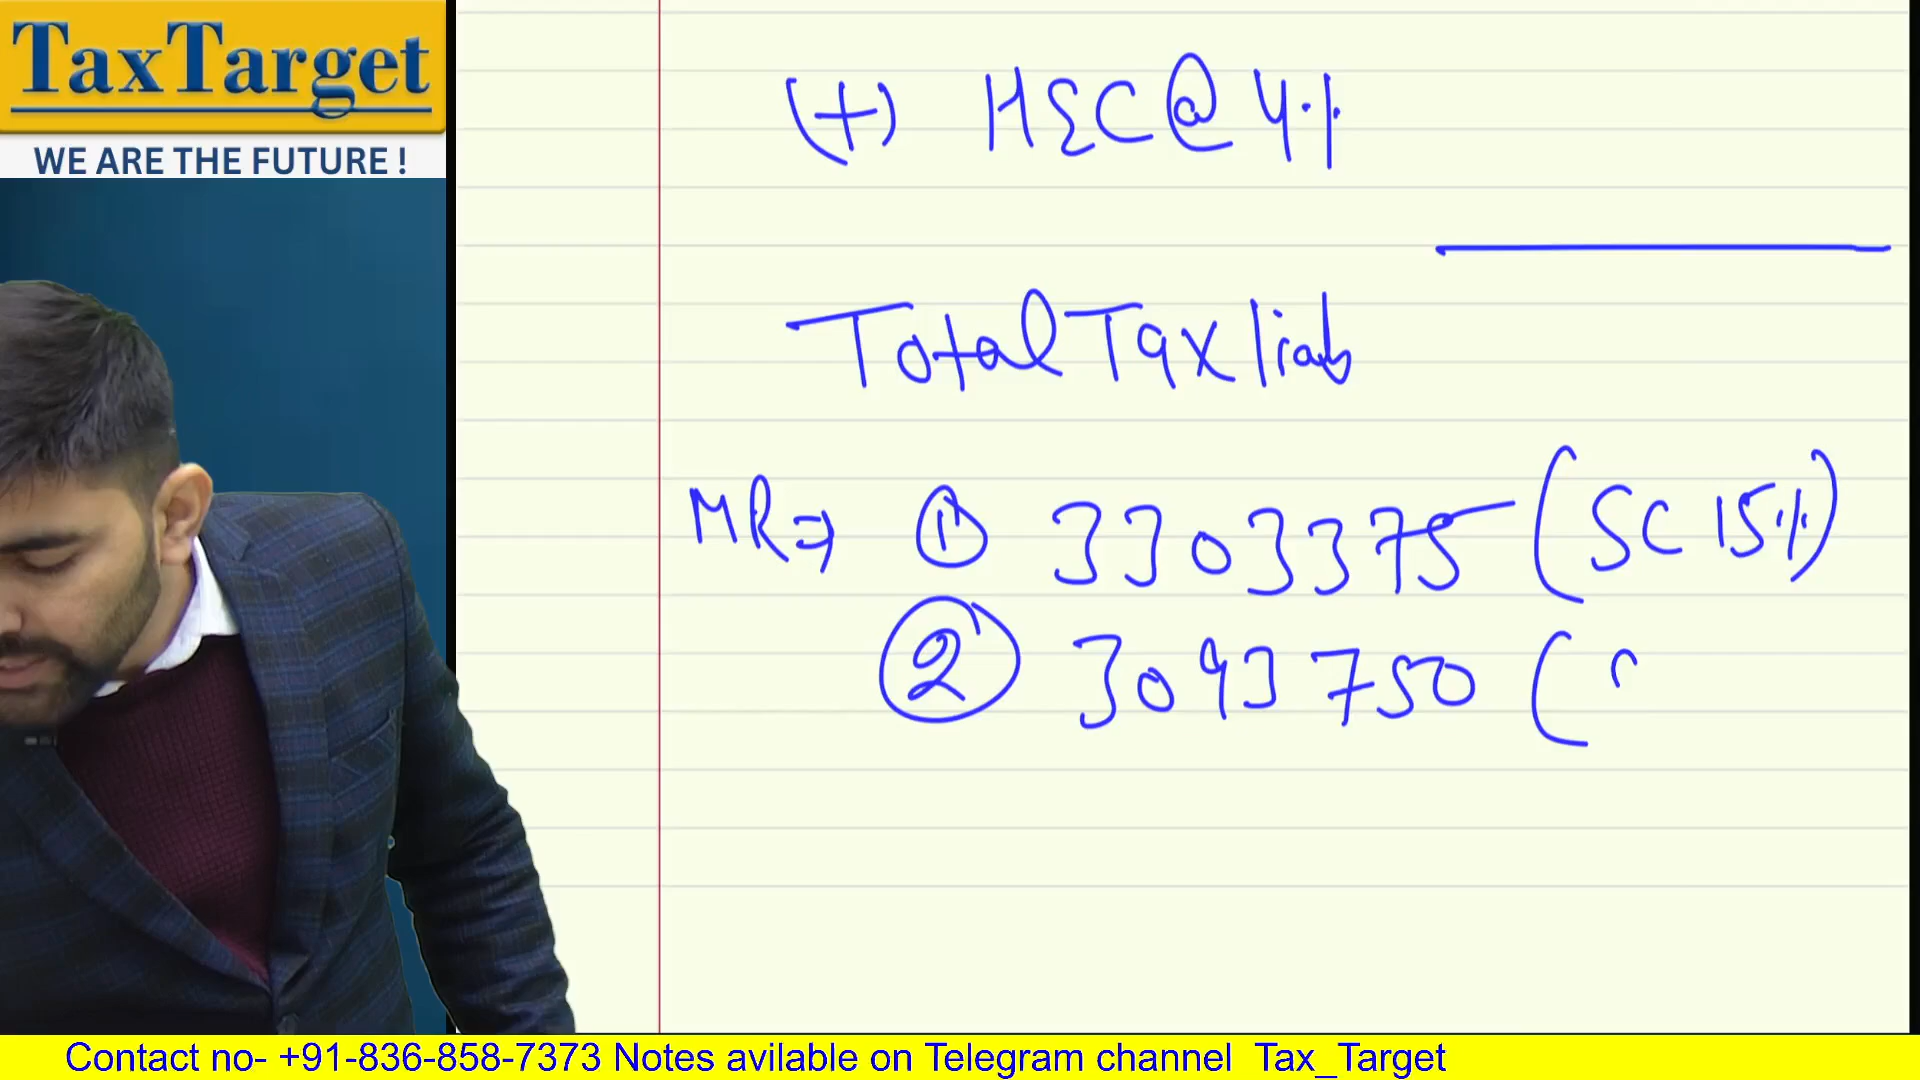 TaxTarget
WE ARE THE FUTURE !
(+) H&C @ 4%
Total Tax liab
MR ⇒ ① 3303375 (SC 15%)
② 3093750 (
Contact no- +91-836-858-7373 Notes avilable on Telegram channel Tax_Target